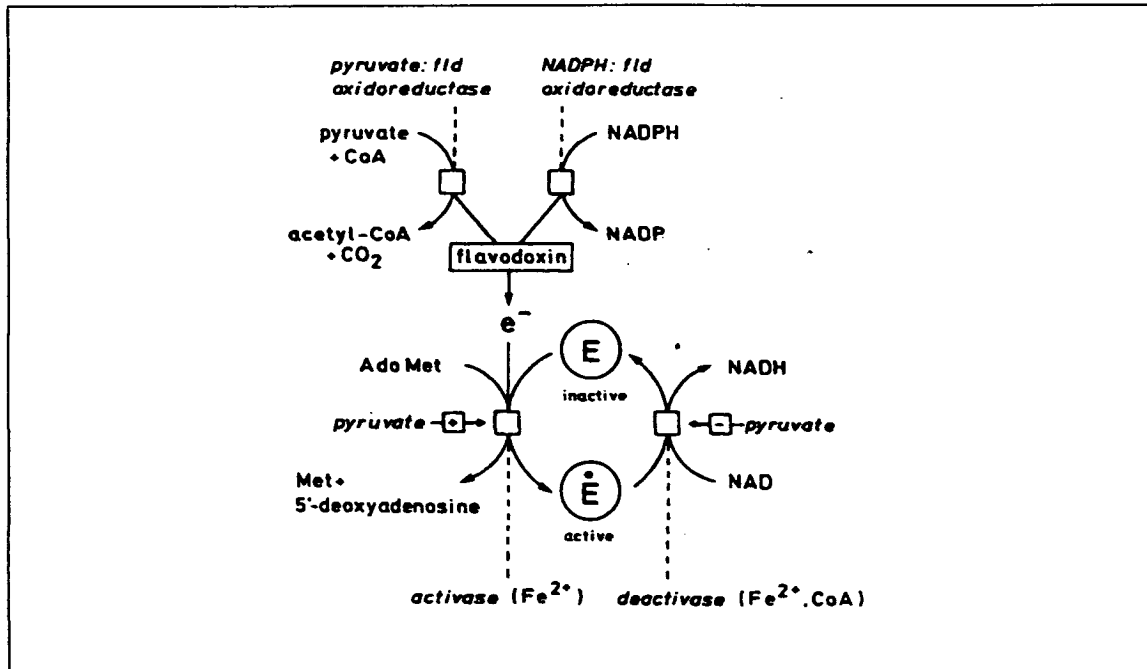 pyruvate: fld
oxidoreductase
NADPH: fld
oxidoreductase
pyruvate
+ CoA
NADPH
acetyl-CoA
+ CO2
NADP
flavodoxin
e-
Ado Met
E
inactive
NADH
pyruvate
+
-
pyruvate
Met+
5'-deoxyadenosine
Ė
active
NAD
activase (Fe2+)
deactivase (Fe2+.CoA)